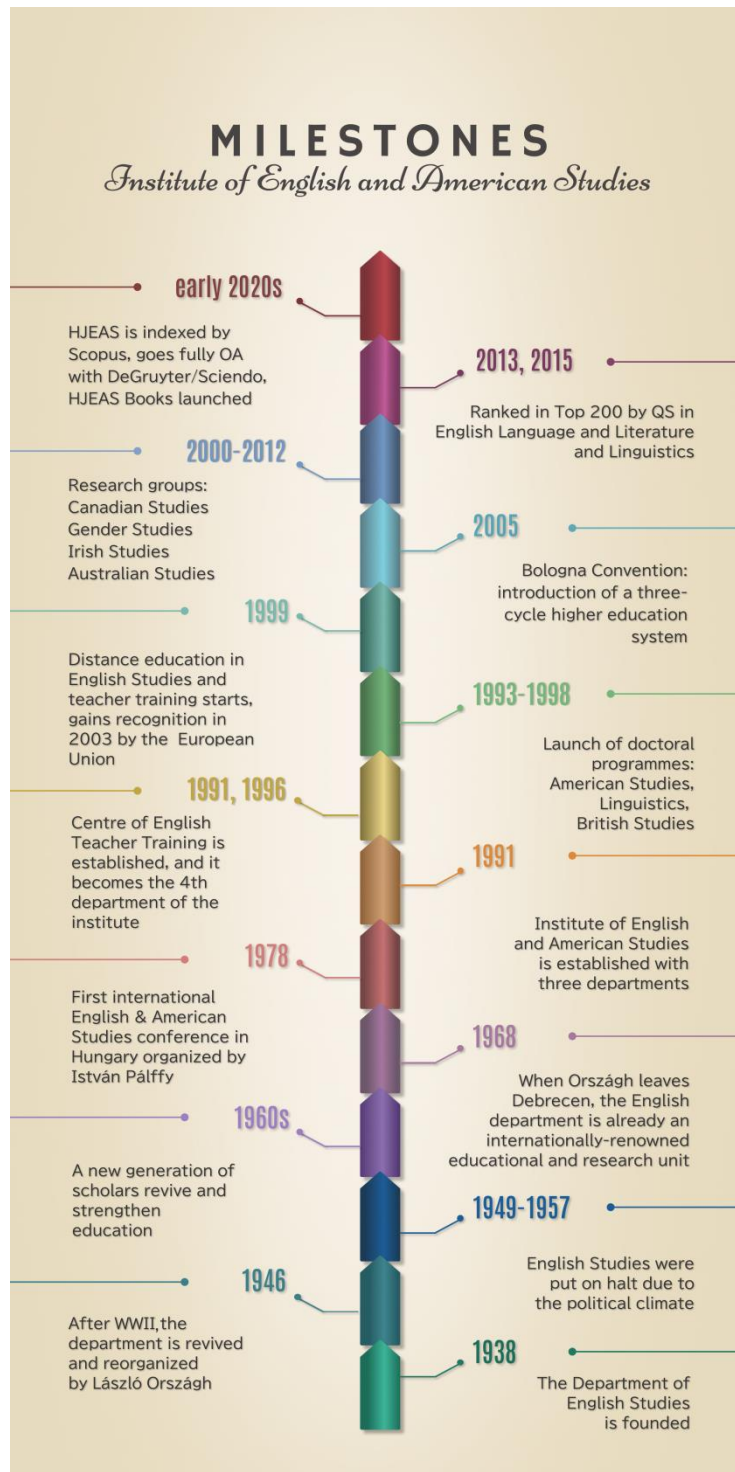 MILESTONES
Institute of English and American Studies
early 2020s
HJEAS is indexed by
Scopus, goes fully OA
with DeGruyter/Sciendo,
HJEAS Books launched
2013, 2015
Ranked in Top 200 by QS in
English Language and Literature
and Linguistics
2000-2012
Research groups:
Canadian Studies
Gender Studies
Irish Studies
Australian Studies
2005
Bologna Convention:
introduction of a three-
cycle higher education
system
1999
Distance education in
English Studies and
teacher training starts,
gains recognition in
2003 by the European
Union
1993-1998
Launch of doctoral
programmes:
American Studies,
Linguistics,
British Studies
1991, 1996
Centre of English
Teacher Training is
established, and it
becomes the 4th
department of the
institute
1991
Institute of English
and American Studies
is established with
three departments
1978
First international
English & American
Studies conference in
Hungary organized by
István Pálffy
1968
When Országh leaves
Debrecen, the English
department is already an
internationally-renowned
educational and research unit
1960s
A new generation of
scholars revive and
strengthen
education
1949-1957
English Studies were
put on halt due to
the political climate
1946
After WWII,the
department is revived
and reorganized
by László Országh
1938
The Department of
English Studies
is founded